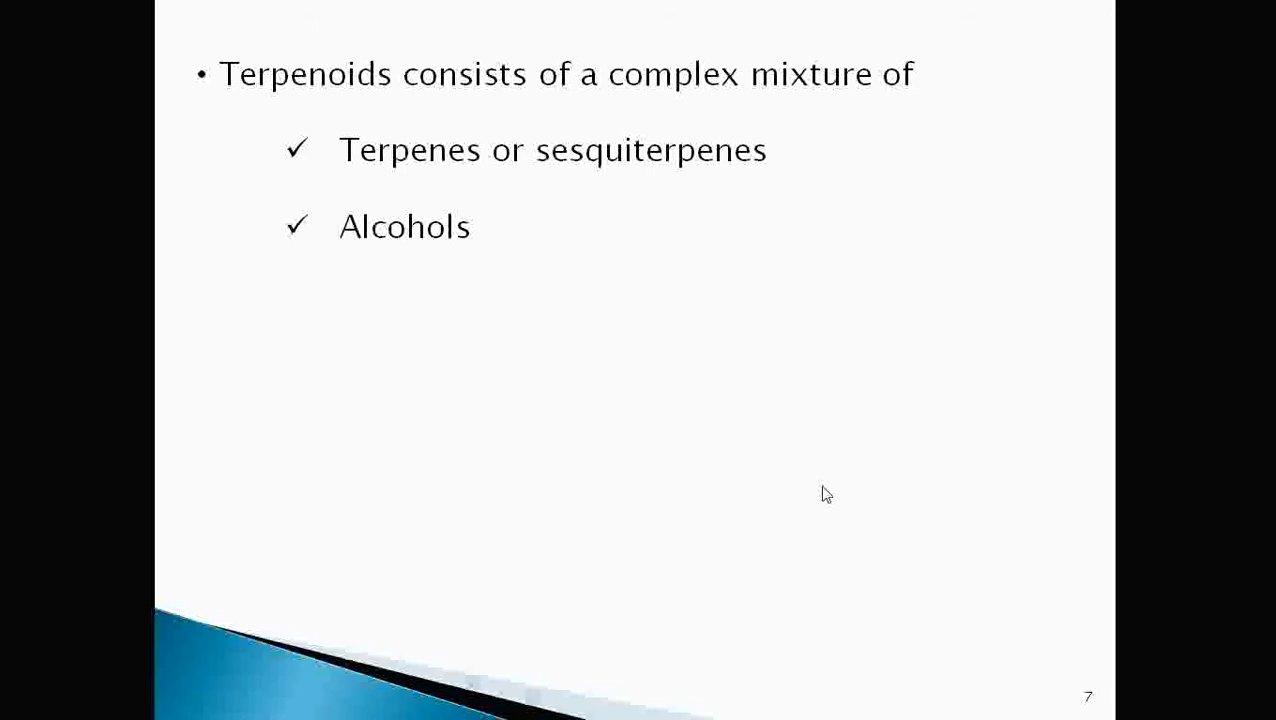 • Terpenoids consists of a complex mixture of
✓ Terpenes or sesquiterpenes
✓ Alcohols
7